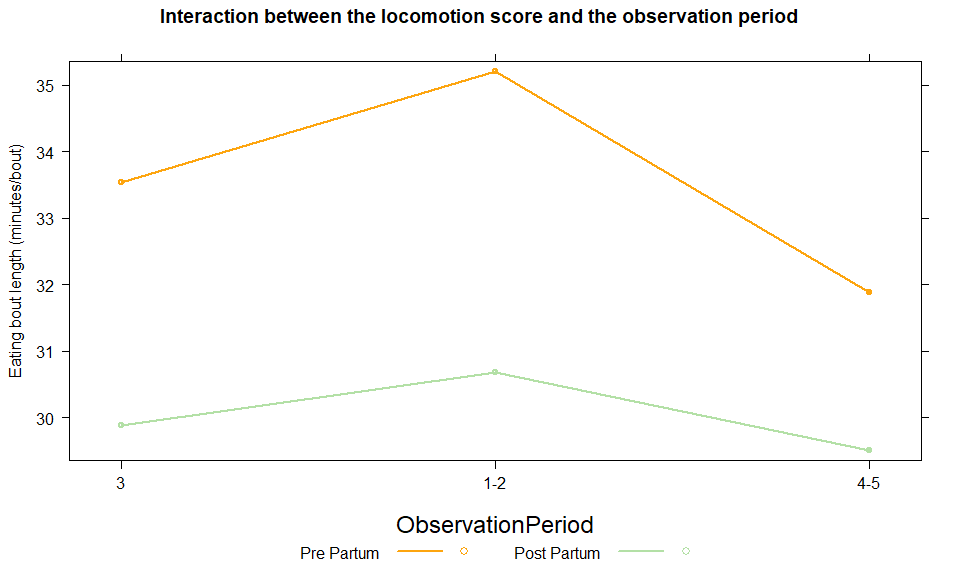 Interaction between the locomotion score and the observation period
Eating bout length (minutes/bout)
35
34
33
32
31
30
3 1-2 4-5
ObservationPeriod
Pre Partum Post Partum